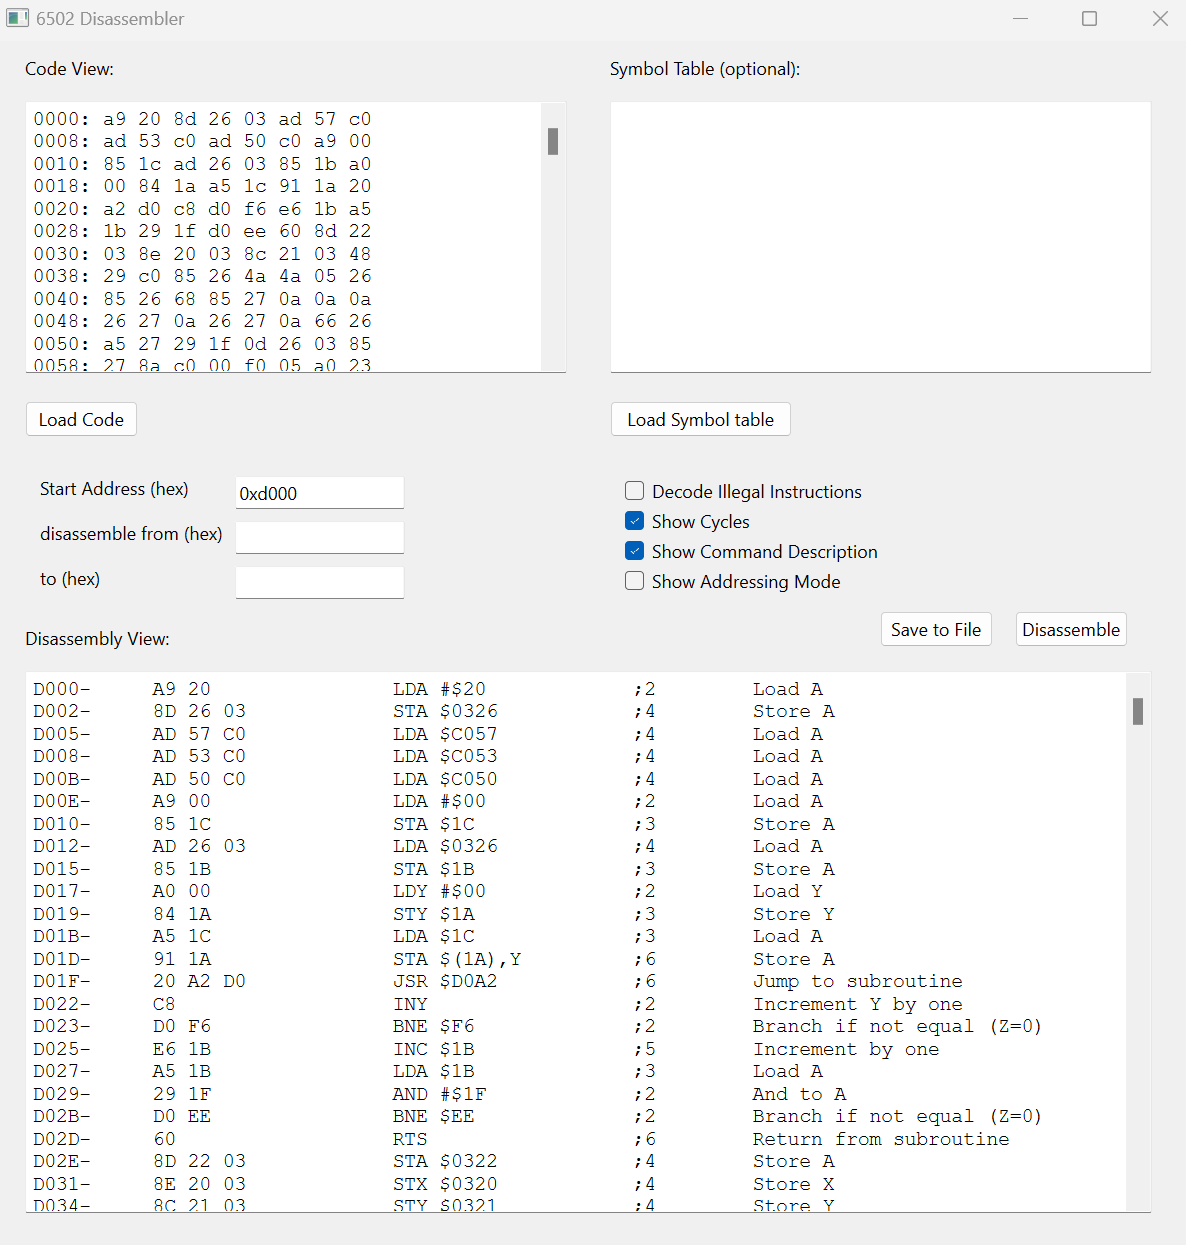 6502 Disassembler
Code View:
0000: a9 20 8d 26 03 ad 57 c0
0008: ad 53 c0 ad 50 c0 a9 00
0010: 85 1c ad 26 03 85 1b a0
0018: 00 84 1a a5 1c 91 1a 20
0020: a2 d0 c8 d0 f6 e6 1b a5
0028: 1b 29 1f d0 ee 60 8d 22
0030: 03 8e 20 03 8c 21 03 48
0038: 29 c0 85 26 4a 4a 05 26
0040: 85 26 68 85 27 0a 0a 0a
0048: 26 27 0a 26 27 0a 66 26
0050: a5 27 29 1f 0d 26 03 85
0058: 27 8a c0 00 f0 05 a0 23
Load Code
Symbol Table (optional):
Load Symbol table
Start Address (hex) 0xd000
disassemble from (hex)
to (hex)
Decode Illegal Instructions
Show Cycles
Show Command Description
Show Addressing Mode
Save to File
Disassemble
Disassembly View:
D000- A9 20 LDA #$20 ;2 Load A
D002- 8D 26 03 STA $0326 ;4 Store A
D005- AD 57 C0 LDA $C057 ;4 Load A
D008- AD 53 C0 LDA $C053 ;4 Load A
D00B- AD 50 C0 LDA $C050 ;4 Load A
D00E- A9 00 LDA #$00 ;2 Load A
D010- 85 1C STA $1C ;3 Store A
D012- AD 26 03 LDA $0326 ;4 Load A
D015- 85 1B STA $1B ;3 Store A
D017- A0 00 LDY #$00 ;2 Load Y
D019- 84 1A STY $1A ;3 Store Y
D01B- A5 1C LDA $1C ;3 Load A
D01D- 91 1A STA $(1A),Y ;6 Store A
D01F- 20 A2 D0 JSR $D0A2 ;6 Jump to subroutine
D022- C8 INY ;2 Increment Y by one
D023- D0 F6 BNE $F6 ;2 Branch if not equal (Z=0)
D025- E6 1B INC $1B ;5 Increment by one
D027- A5 1B LDA $1B ;3 Load A
D029- 29 1F AND #$1F ;2 And to A
D02B- D0 EE BNE $EE ;2 Branch if not equal (Z=0)
D02D- 60 RTS ;6 Return from subroutine
D02E- 8D 22 03 STA $0322 ;4 Store A
D031- 8E 20 03 STX $0320 ;4 Store X
D034- 8C 21 03 STY $0321 ;4 Store Y